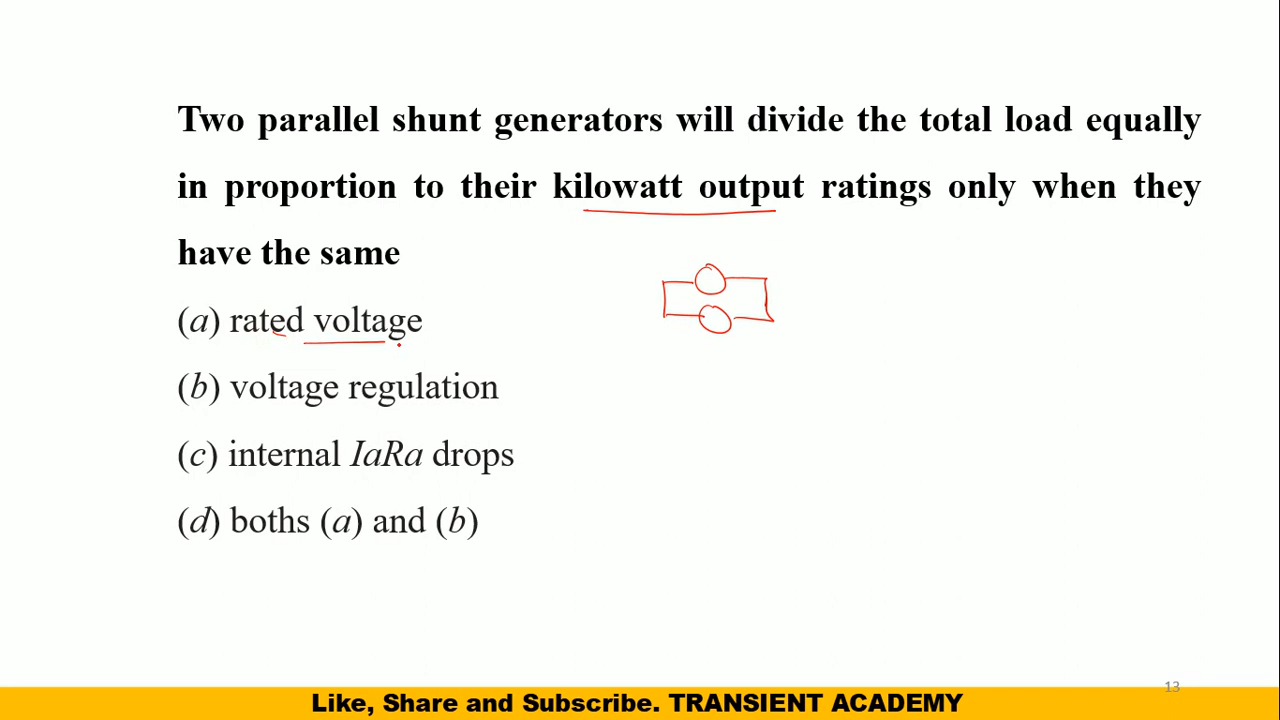 Two parallel shunt generators will divide the total load equally
in proportion to their kilowatt output ratings only when they
have the same
(a) rated voltage
(b) voltage regulation
(c) internal IaRa drops
(d) boths (a) and (b)
13
Like, Share and Subscribe. TRANSIENT ACADEMY